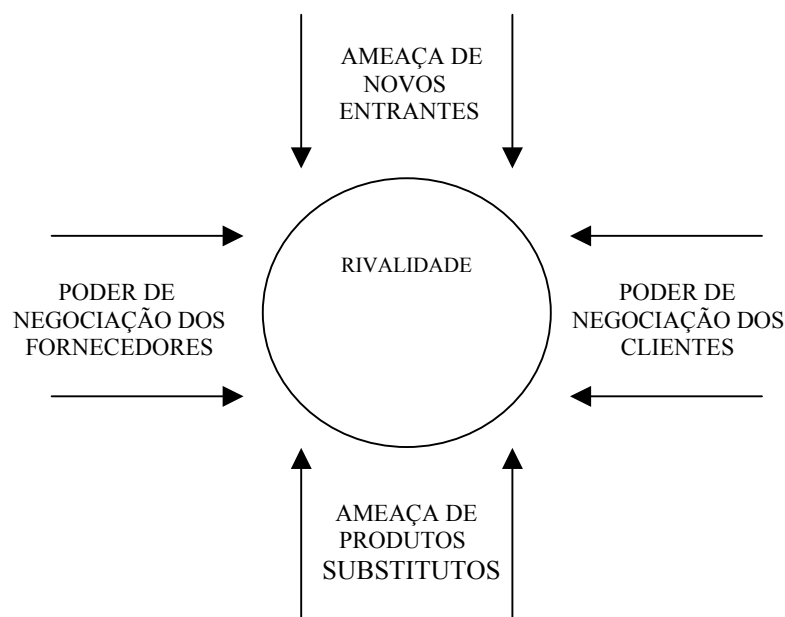 AMEAÇA DE
NOVOS
ENTRANTES
RIVALIDADE
PODER DE
NEGOCIAÇÃO DOS
FORNECEDORES
PODER DE
NEGOCIAÇÃO DOS
CLIENTES
AMEAÇA DE
PRODUTOS
SUBSTITUTOS